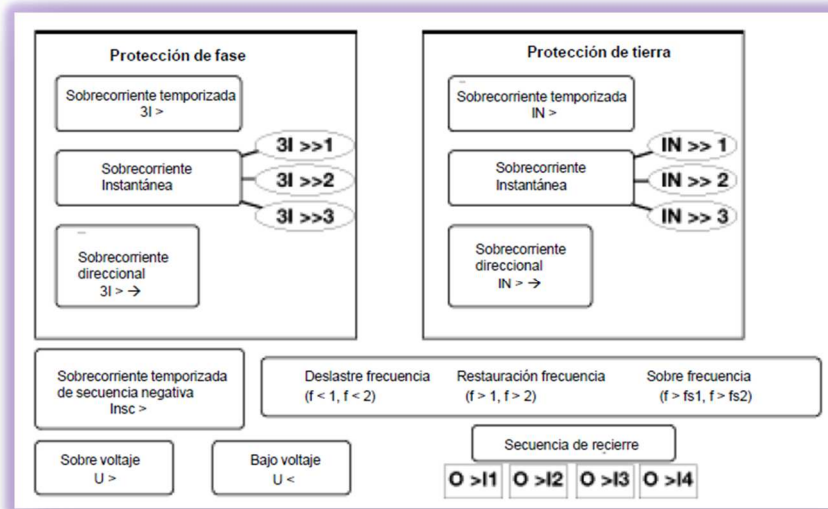 Protección de fase
Sobrecorriente temporizada
3I >
Sobrecorriente
Instantánea
3I >>1
3I >>2
3I >>3
Sobrecorriente
direccional
3I > →
Protección de tierra
Sobrecorriente temporizada
IN >
Sobrecorriente
Instantánea
IN >> 1
IN >> 2
IN >> 3
Sobrecorriente
direccional
IN > →
Sobrecorriente temporizada
de secuencia negativa
Insc >
Deslastre frecuencia
(f < 1, f < 2)
Restauración frecuencia
(f > 1, f > 2)
Sobre frecuencia
(f > fs1, f > fs2)
Sobre voltaje
U >
Bajo voltaje
U <
Secuencia de recierre
O >I1 O >I2 O >I3 O >I4